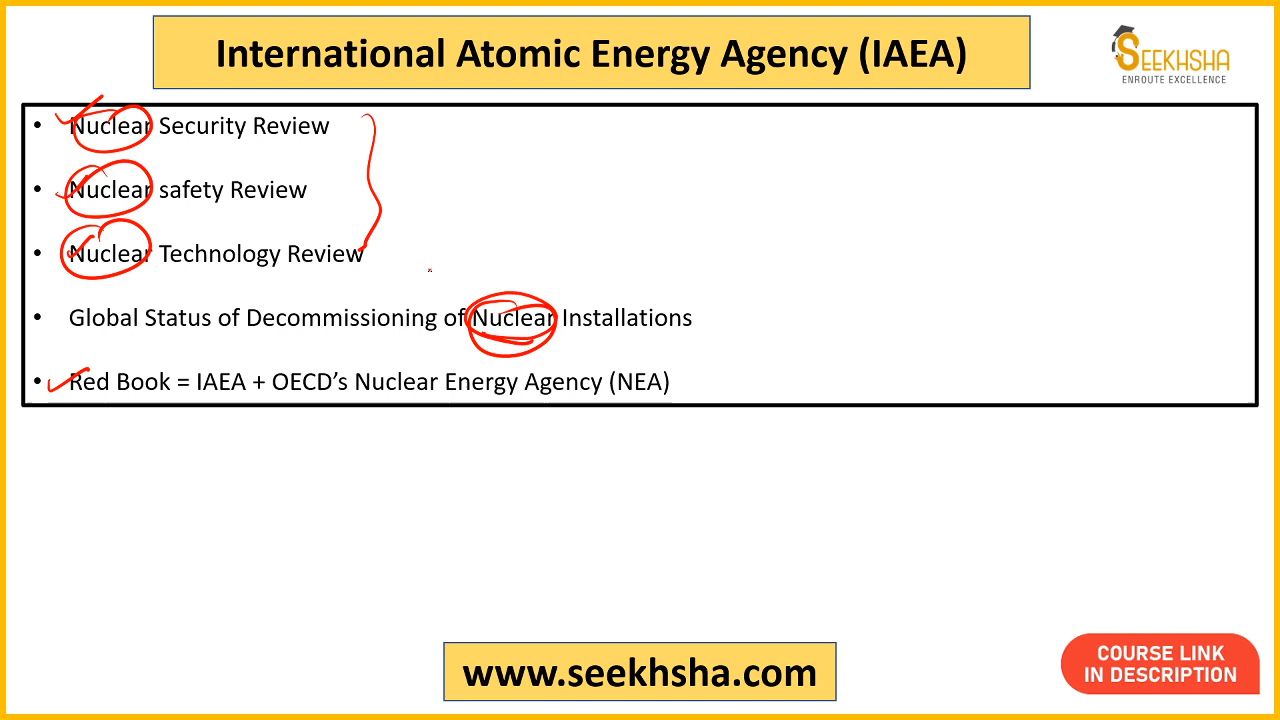 International Atomic Energy Agency (IAEA)
SEEKHSHA
ENROUTE EXCELLENCE
• Nuclear Security Review
• Nuclear safety Review
• Nuclear Technology Review
• Global Status of Decommissioning of Nuclear Installations
• Red Book = IAEA + OECD’s Nuclear Energy Agency (NEA)
www.seekhsha.com
COURSE LINK
IN DESCRIPTION